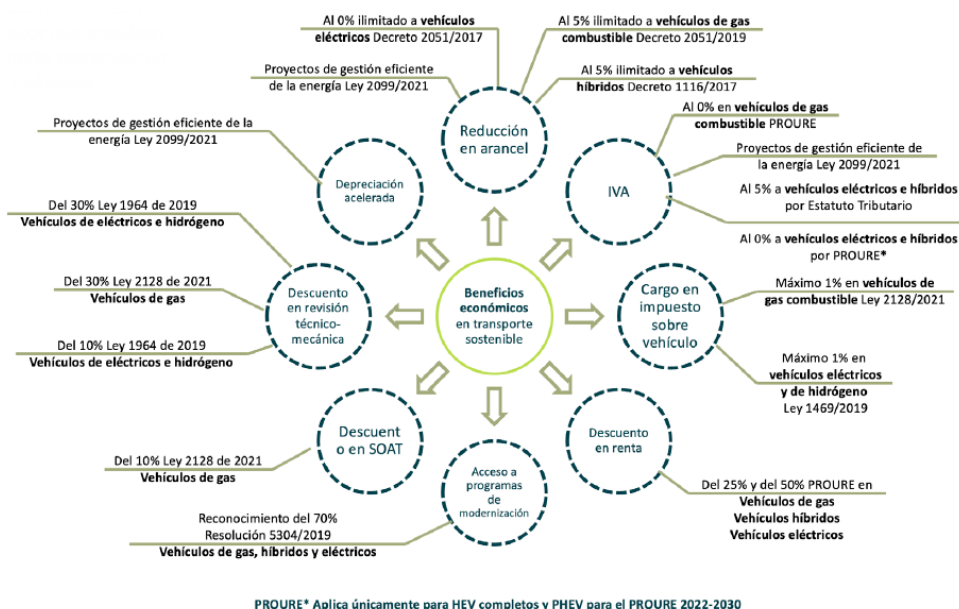 Al 0% ilimitado a vehículos
eléctricos Decreto 2051/2017
Al 5% ilimitado a vehículos de gas
combustible Decreto 2051/2019
Proyectos de gestión eficiente
de la energía Ley 2099/2021
Al 5% ilimitado a vehículos
híbridos Decreto 1116/2017
Reducción
en arancel
Al 0% en vehículos de gas
combustible PROURE
Proyectos de gestión eficiente de
la energía Ley 2099/2021
IVA
Al 5% a vehículos eléctricos e híbridos
por Estatuto Tributario
Al 0% a vehículos eléctricos e híbridos
por PROURE*
Proyectos de gestión eficiente de la
energía Ley 2099/2021
Depreciación
acelerada
Del 30% Ley 1964 de 2019
Vehículos de eléctricos e hidrógeno
Del 30% Ley 2128 de 2021
Vehículos de gas
Del 10% Ley 1964 de 2019
Vehículos de eléctricos e hidrógeno
Descuento
en revisión
técnico-
mecánica
Beneficios
económicos
en transporte
sostenible
Cargo en
impuesto
sobre
vehículo
Máximo 1% en vehículos de
gas combustible Ley 2128/2021
Máximo 1% en
vehículos eléctricos
y de hidrógeno
Ley 1469/2019
Descuent
o en SOAT
Del 10% Ley 2128 de 2021
Vehículos de gas
Acceso a
programas
de
modernización
Reconocimiento del 70%
Resolución 5304/2019
Vehículos de gas, híbridos y eléctricos
Descuento
en renta
Del 25% y del 50% PROURE en
Vehículos de gas
Vehículos híbridos
Vehículos eléctricos
PROURE* Aplica únicamente para HEV completos y PHEV para el PROURE 2022-2030